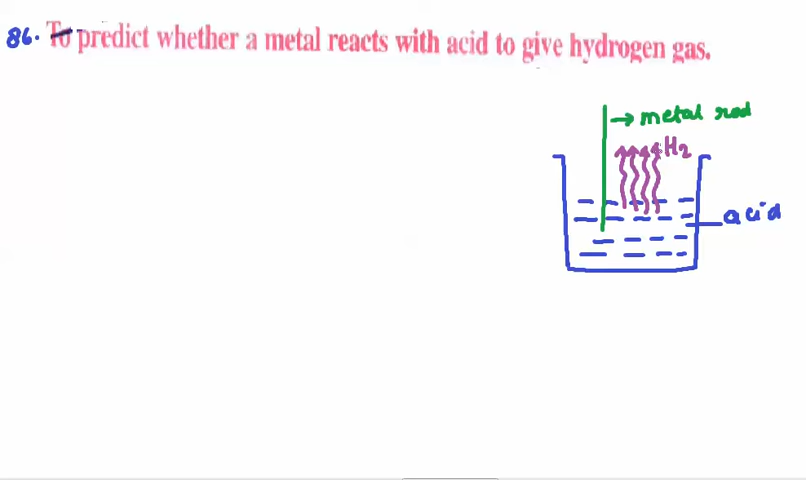 86. To predict whether a metal reacts with acid to give hydrogen gas.
→ metal rod
H2
acid